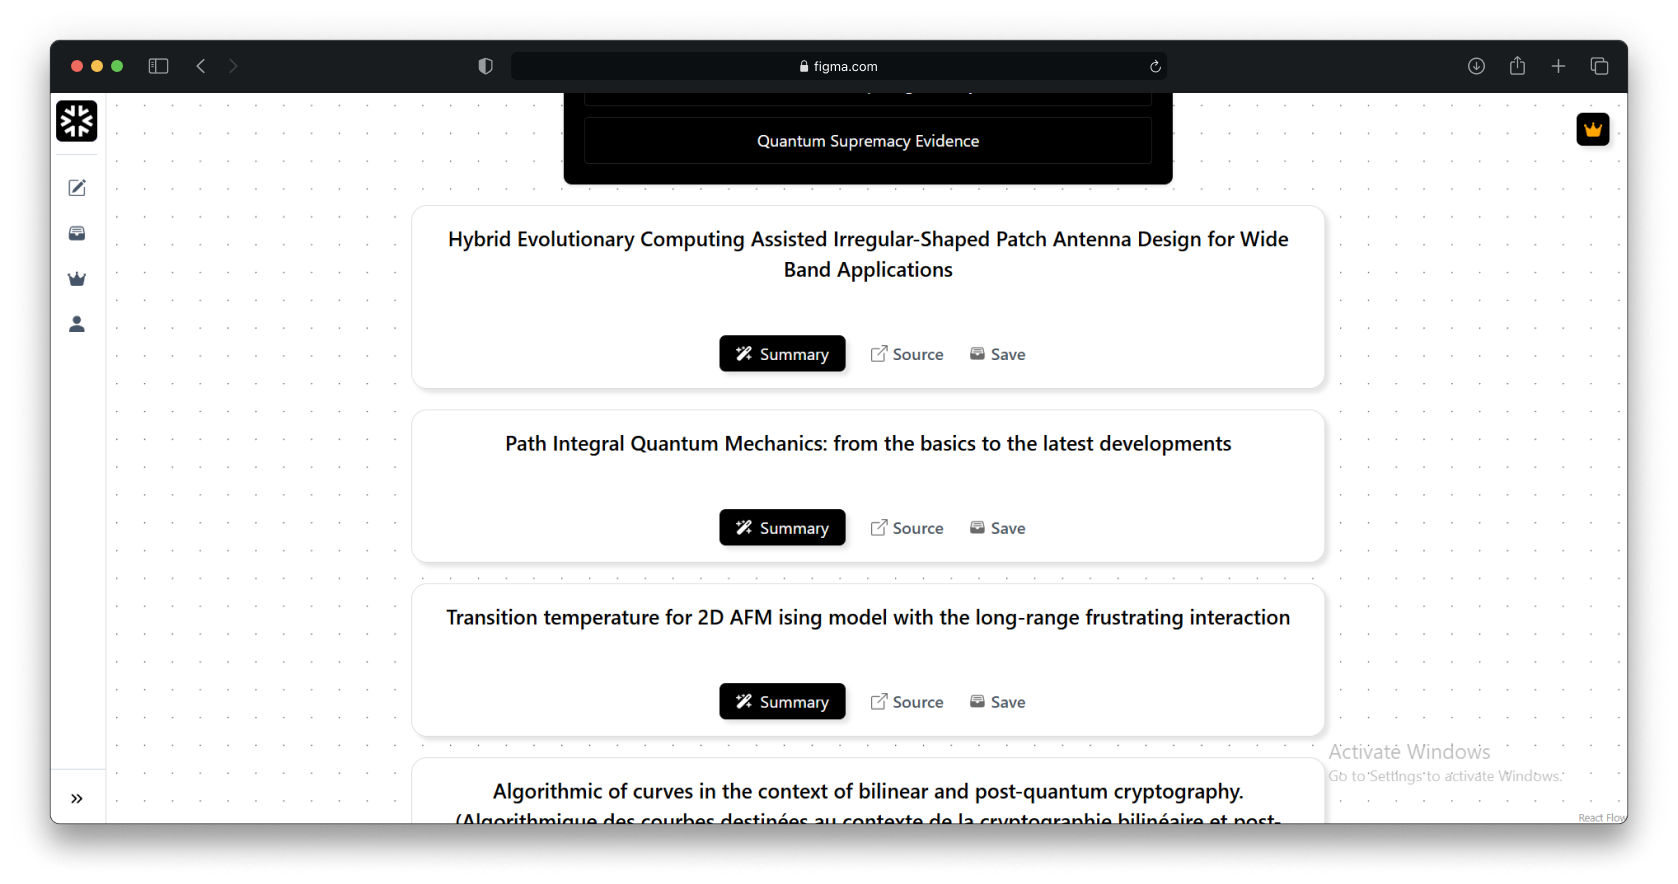 figma.com
Quantum Supremacy Evidence
Hybrid Evolutionary Computing Assisted Irregular-Shaped Patch Antenna Design for Wide
Band Applications
Summary
Source
Save
Path Integral Quantum Mechanics: from the basics to the latest developments
Summary
Source
Save
Transition temperature for 2D AFM ising model with the long-range frustrating interaction
Summary
Source
Save
Activate Windows
Go to Settings to activate Windows.
Algorithmic of curves in the context of bilinear and post-quantum cryptography.
(Algorithmique des courbes destinées au contexte de la cryptographie bilinéaire et post-
React Flow